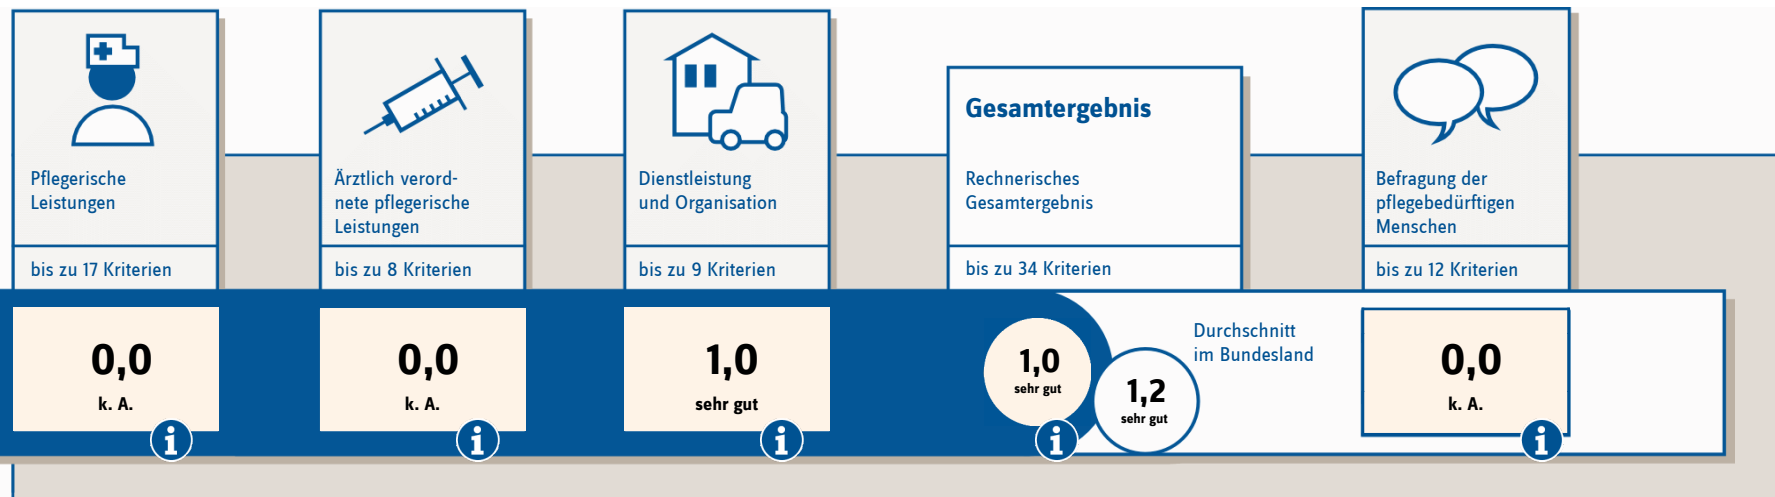 Pflegerische
Leistungen
bis zu 17 Kriterien
0,0
k. A.
Ärztlich verord-
nete pflegerische
Leistungen
bis zu 8 Kriterien
0,0
k. A.
Dienstleistung
und Organisation
bis zu 9 Kriterien
1,0
sehr gut
Gesamtergebnis
Rechnerisches
Gesamtergebnis
bis zu 34 Kriterien
1,0
sehr gut
1,2
sehr gut
Durchschnitt
im Bundesland
Befragung der
pflegebedürftigen
Menschen
bis zu 12 Kriterien
0,0
k. A.